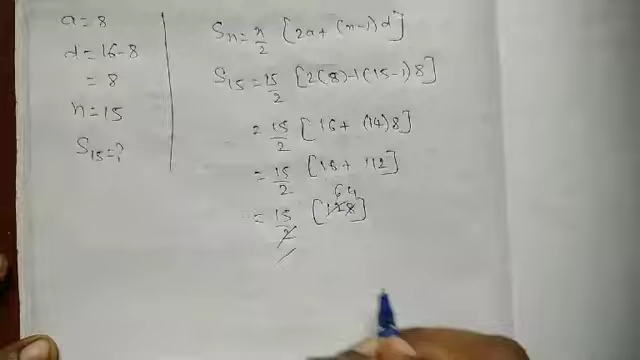 a = 8
d = 16 - 8
= 8
n = 15
S15 = ?
Sn = n/2 [2a + (n-1)d]
S15 = 15/2 [2(8) + (15-1)8]
= 15/2 [16 + (14)8]
= 15/2 [16 + 112]
64
= 15/2 [128]